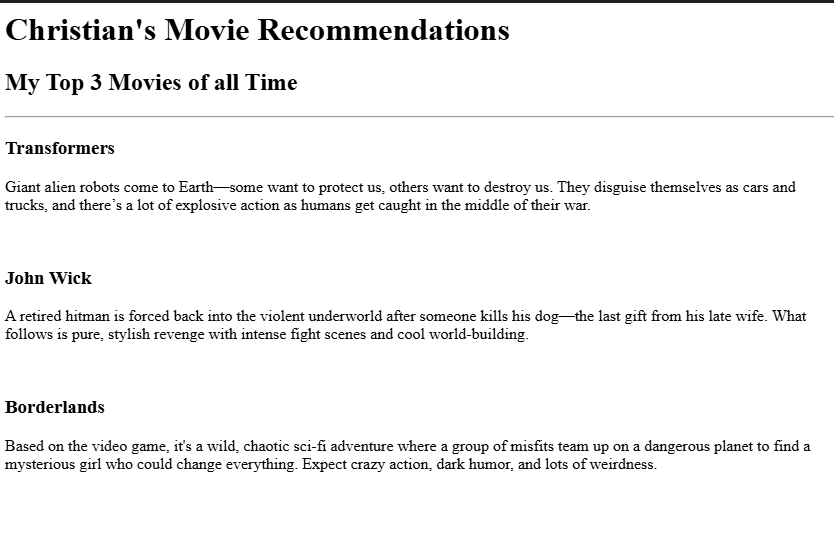 Christian's Movie Recommendations
My Top 3 Movies of all Time
Transformers
Giant alien robots come to Earth—some want to protect us, others want to destroy us. They disguise themselves as cars and
trucks, and there’s a lot of explosive action as humans get caught in the middle of their war.
John Wick
A retired hitman is forced back into the violent underworld after someone kills his dog—the last gift from his late wife. What
follows is pure, stylish revenge with intense fight scenes and cool world-building.
Borderlands
Based on the video game, it's a wild, chaotic sci-fi adventure where a group of misfits team up on a dangerous planet to find a
mysterious girl who could change everything. Expect crazy action, dark humor, and lots of weirdness.